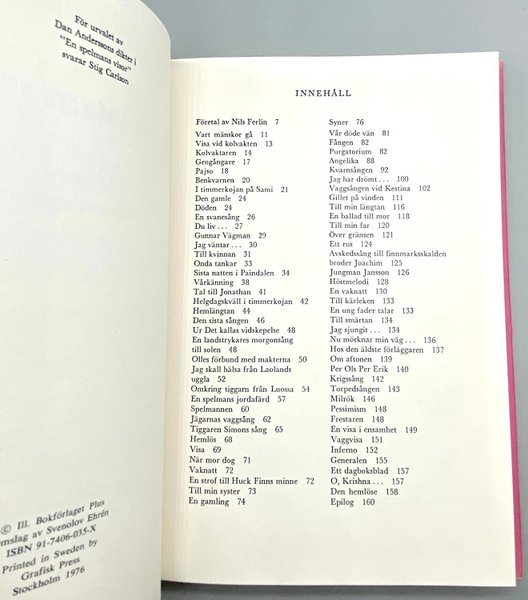 För urvalet av
Dan Anderssons dikter i
"En spelmans visor"
svarar Stig Carlson
© Ill. Bokförlaget Plus
mslag av Svenolov Ehrén
ISBN 91-7406-035-X
Printed in Sweden by
Grafisk Press
Stockholm 1976
INNEHÅLL
Företal av Nils Ferlin 7
Vart mänskor gå 11
Visa vid kolvakten 13
Kolvaktaren 14
Gengångare 17
Pajso 18
Benkvarnen 20
I timmerkojan på Sami 21
Den gamle 24
Döden 24
En svanesång 26
Du liv... 27
Gunnar Vägman 29
Jag väntar... 30
Till kvinnan 31
Onda tankar 33
Sista natten i Paindalen 34
Vårkänning 38
Tal till Jonathan 41
Helgdagskväll i timmerkojan 42
Hemlängtan 44
Den sista sången 46
Ur Det kallas vidskepelse 48
En landstrykares morgonsång
till solen 48
Olles förbund med makterna 50
Jag skall hälsa från Laolands
uggla 52
Omkring tiggarn från Luossa 54
En spelmans jordafärd 57
Spelmannen 60
Jägarnas vaggsång 62
Tiggaren Simons sång 65
Hemlös 68
Visa 69
När mor dog 71
Vaknatt 72
En strof till Huck Finns minne 72
Till min syster 73
En gamling 74
Syner 76
Vår döde vän 81
Fången 82
Purgatorium 82
Angelika 88
Kvarnsången 92
Jag har drömt... 100
Vaggsång vid Kestina 102
Gillet på vinden 111
Till min längtan 116
En ballad till mor 118
Till min far 120
Över gränsen 121
Ett rus 124
Avskedssång till finnmarksskalden
broder Joachim 125
Jungman Jansson 126
Höstmelodi 128
En vaknatt 130
Till kärleken 133
En ung fader talar 133
Till smärtan 134
Jag sjungit... 134
Nu mörknar min väg... 136
Hos den äldste föreläggaren 137
Om aftonen 139
Per Ols Per Erik 140
Krigssång 142
Torpedsången 143
Milrök 146
Pessimism 148
Frestaren 148
En visa i ensamhet 149
Vaggvisa 151
Inferno 152
Generalen 155
Ett dagboksblad 157
O, Krishna... 157
Den hemlöse 158
Epilog 160